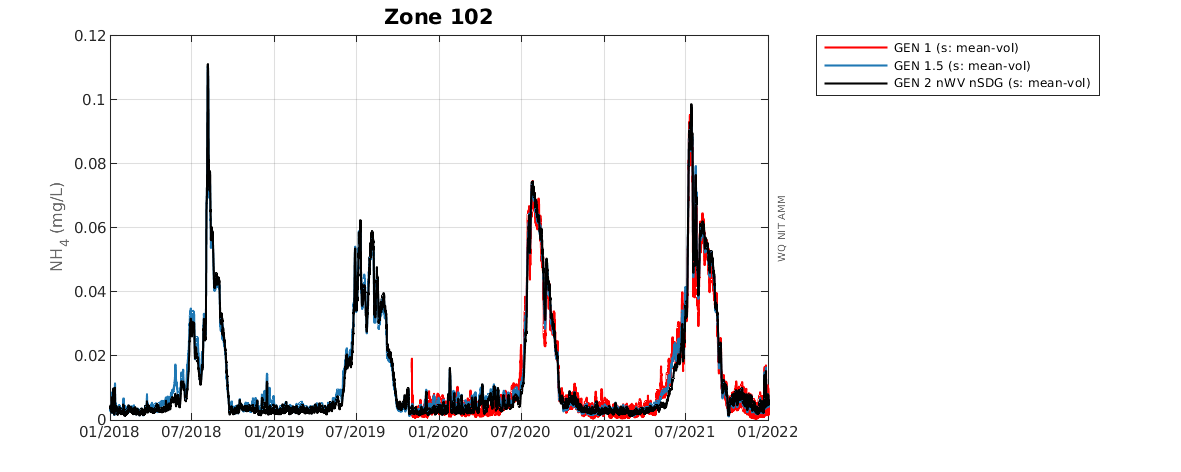 Zone 102
GEN 1 (s: mean-vol)
GEN 1.5 (s: mean-vol)
GEN 2 nWV nSDG (s: mean-vol)
0.12
0.1
0.08
0.06
0.04
0.02
0
NH4 (mg/L)
WQ NIT AMM
01/2018 07/2018 01/2019 07/2019 01/2020 07/2020 01/2021 07/2021 01/2022